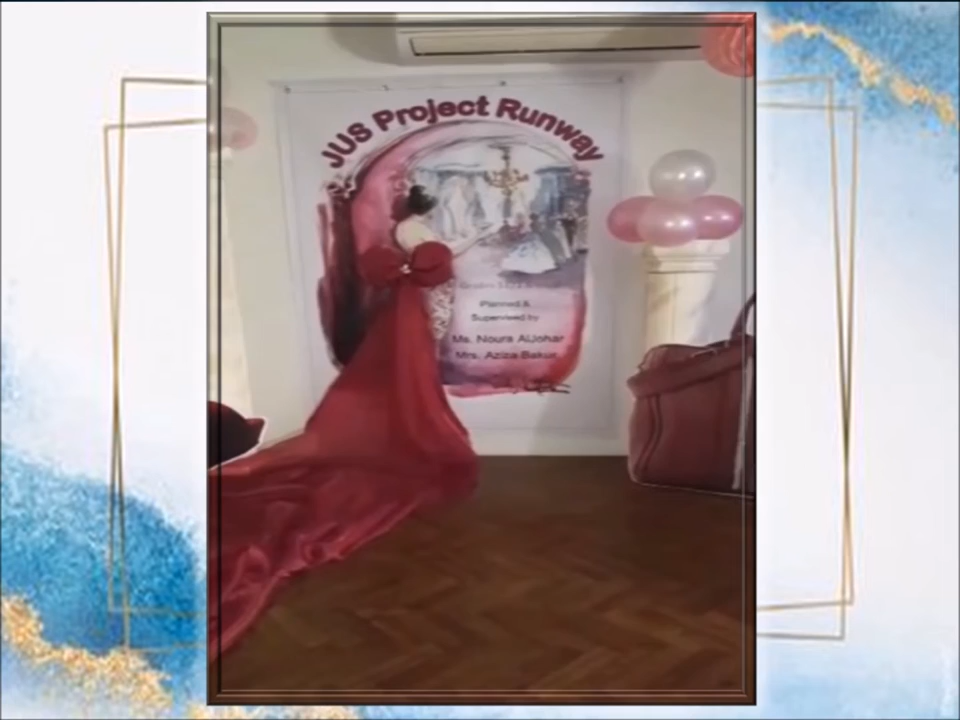 JUS Project Runway
Planned &
Supervised by
Ms. Noura AlJohar
Mrs. Aziza Bakur